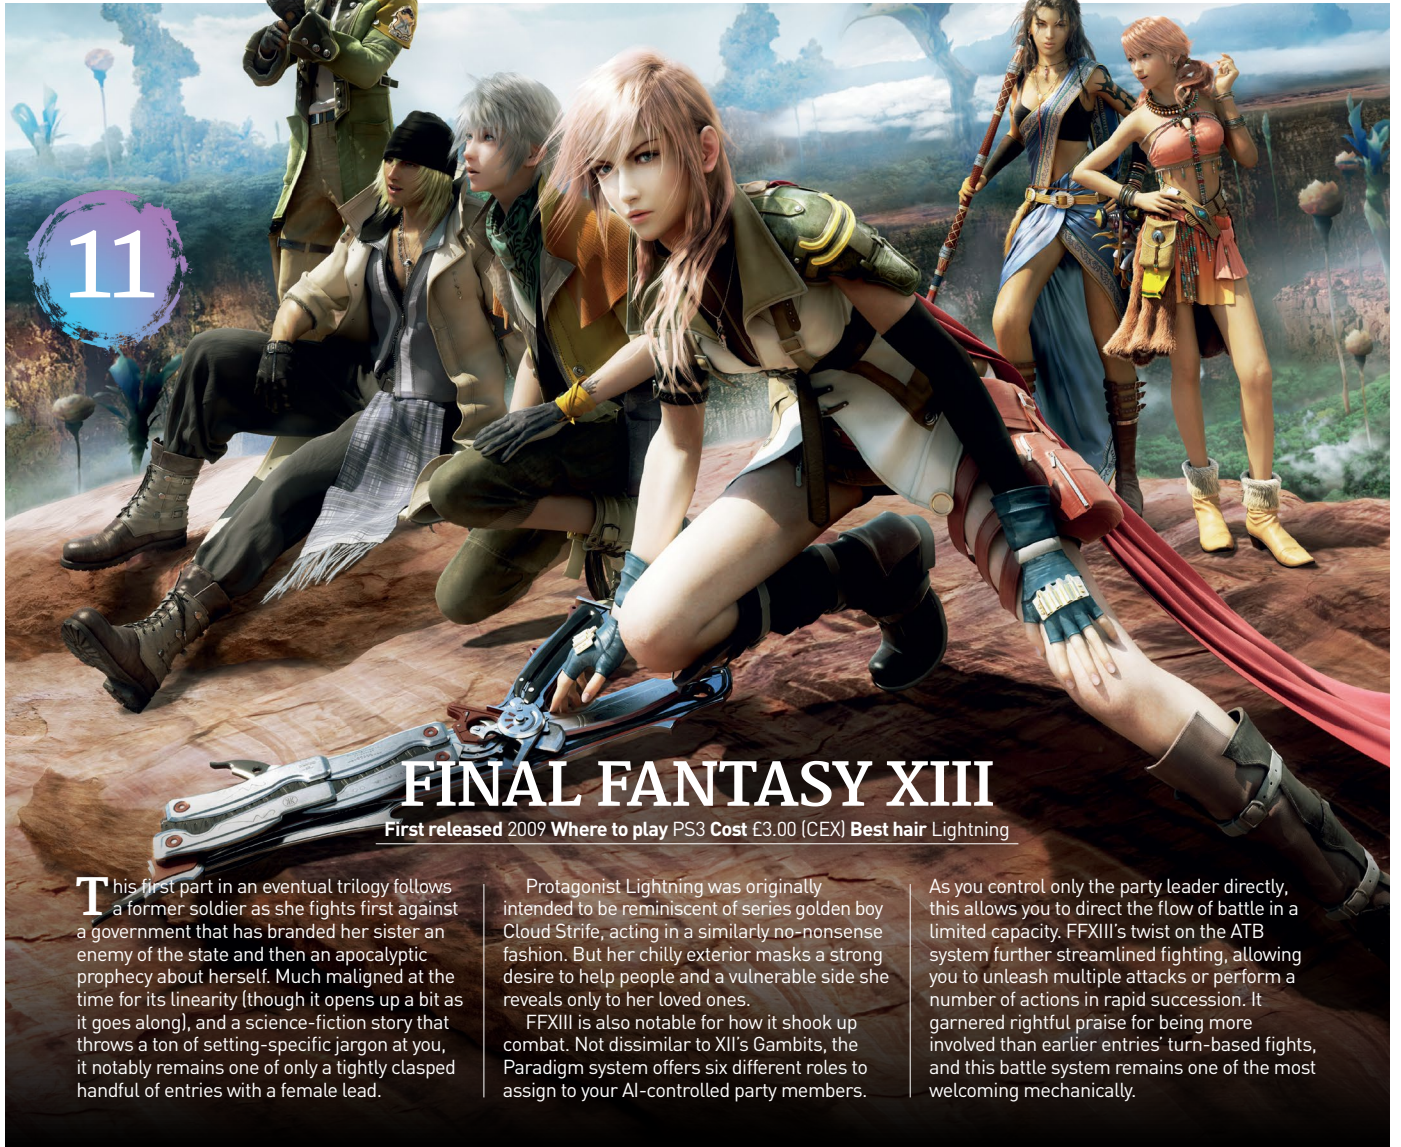 11
FINAL FANTASY XIII
First released 2009 Where to play PS3 Cost £3.00 (CEX) Best hair Lightning
This first part in an eventual trilogy follows
a former soldier as she fights first against
a government that has branded her sister an
enemy of the state and then an apocalyptic
prophecy about herself. Much maligned at the
time for its linearity (though it opens up a bit as
it goes along), and a science-fiction story that
throws a ton of setting-specific jargon at you,
it notably remains one of only a tightly clasped
handful of entries with a female lead.
Protagonist Lightning was originally
intended to be reminiscent of series golden boy
Cloud Strife, acting in a similarly no-nonsense
fashion. But her chilly exterior masks a strong
desire to help people and a vulnerable side she
reveals only to her loved ones.
FFXIII is also notable for how it shook up
combat. Not dissimilar to XII's Gambits, the
Paradigm system offers six different roles to
assign to your AI-controlled party members.
As you control only the party leader directly,
this allows you to direct the flow of battle in a
limited capacity. FFXIII's twist on the ATB
system further streamlined fighting, allowing
you to unleash multiple attacks or perform a
number of actions in rapid succession. It
garnered rightful praise for being more
involved than earlier entries' turn-based fights,
and this battle system remains one of the most
welcoming mechanically.